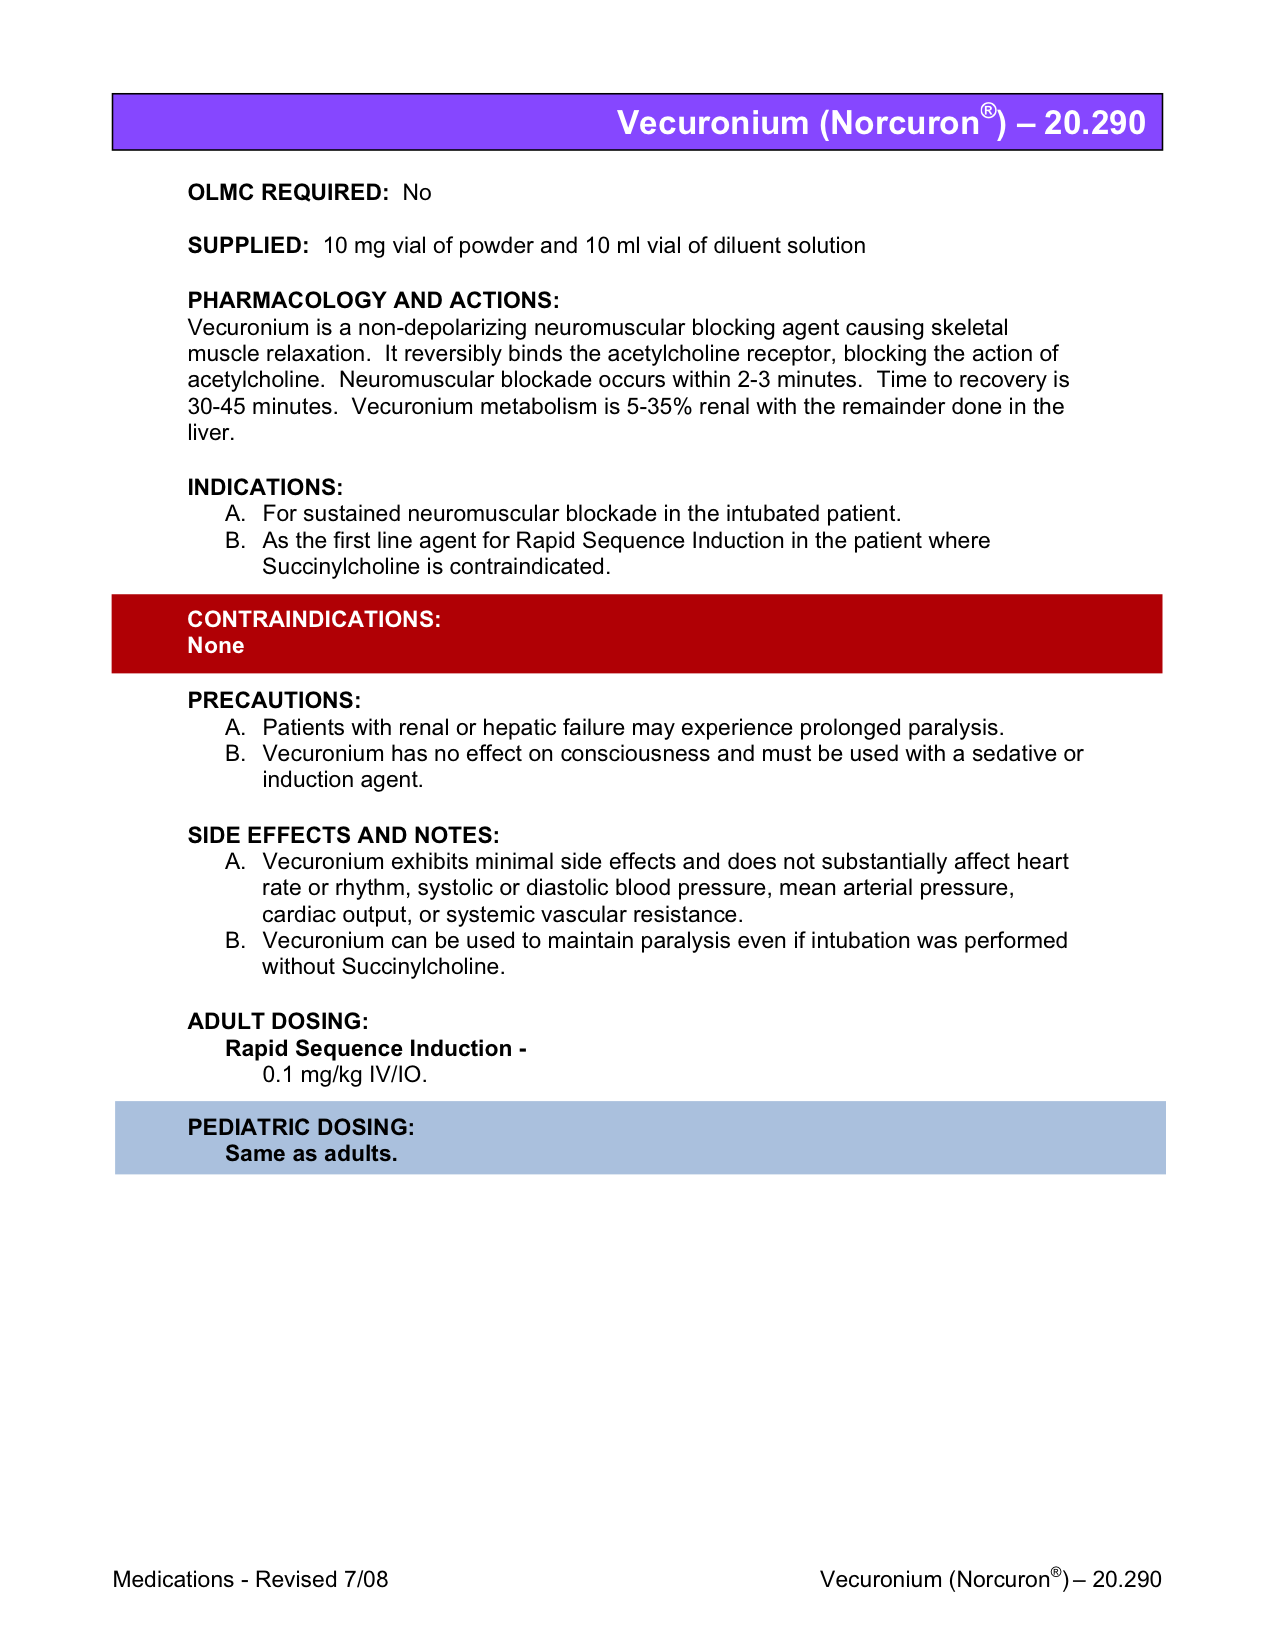 Vecuronium (Norcuron®) – 20.290
OLMC REQUIRED: No
SUPPLIED: 10 mg vial of powder and 10 ml vial of diluent solution
PHARMACOLOGY AND ACTIONS:
Vecuronium is a non-depolarizing neuromuscular blocking agent causing skeletal
muscle relaxation. It reversibly binds the acetylcholine receptor, blocking the action of
acetylcholine. Neuromuscular blockade occurs within 2-3 minutes. Time to recovery is
30-45 minutes. Vecuronium metabolism is 5-35% renal with the remainder done in the
liver.
INDICATIONS:
A. For sustained neuromuscular blockade in the intubated patient.
B. As the first line agent for Rapid Sequence Induction in the patient where
Succinylcholine is contraindicated.
CONTRAINDICATIONS:
None
PRECAUTIONS:
A. Patients with renal or hepatic failure may experience prolonged paralysis.
B. Vecuronium has no effect on consciousness and must be used with a sedative or
induction agent.
SIDE EFFECTS AND NOTES:
A. Vecuronium exhibits minimal side effects and does not substantially affect heart
rate or rhythm, systolic or diastolic blood pressure, mean arterial pressure,
cardiac output, or systemic vascular resistance.
B. Vecuronium can be used to maintain paralysis even if intubation was performed
without Succinylcholine.
ADULT DOSING:
Rapid Sequence Induction -
0.1 mg/kg IV/IO.
PEDIATRIC DOSING:
Same as adults.
Medications - Revised 7/08
Vecuronium (Norcuron®) – 20.290